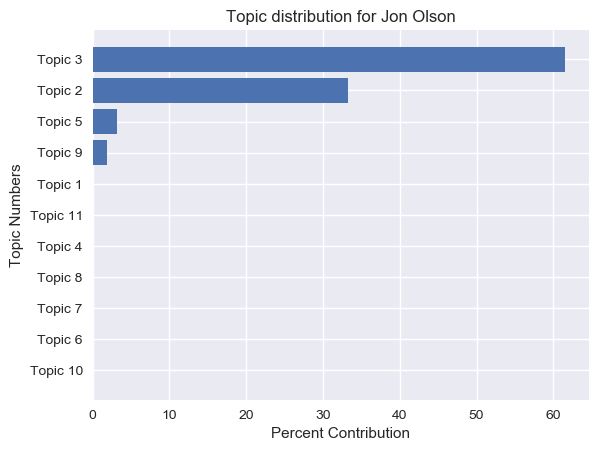 Topic distribution for Jon Olson
Topic Numbers
Topic 3
Topic 2
Topic 5
Topic 9
Topic 1
Topic 11
Topic 4
Topic 8
Topic 7
Topic 6
Topic 10
0 10 20 30 40 50 60
Percent Contribution